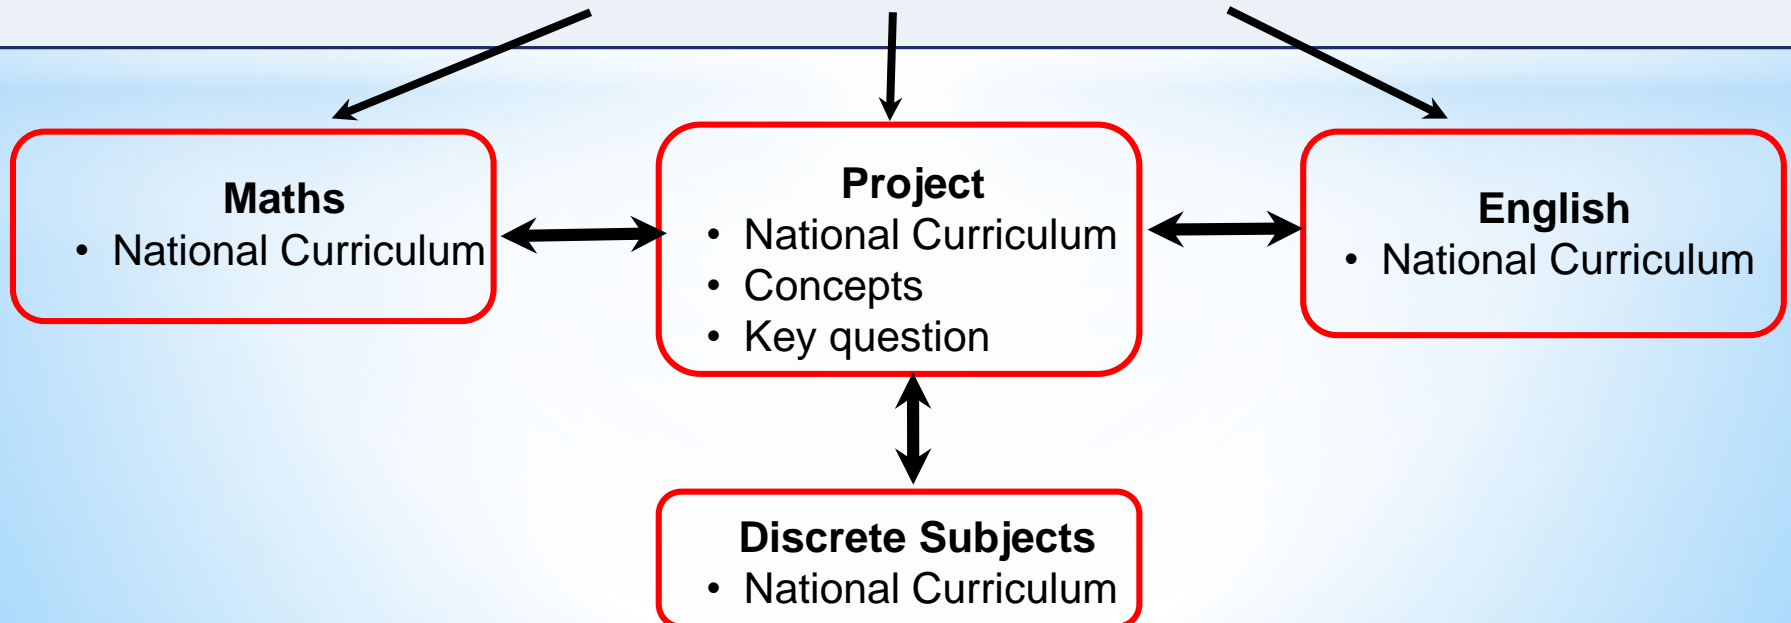 Maths
• National Curriculum
Project
• National Curriculum
• Concepts
• Key question
English
• National Curriculum
Discrete Subjects
• National Curriculum